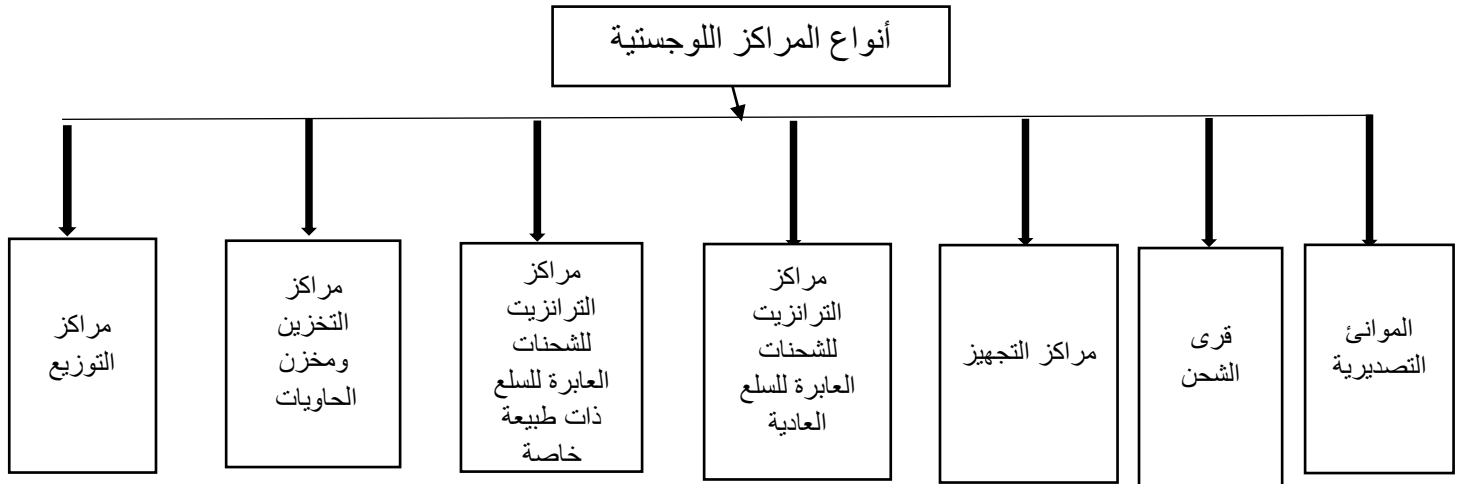 أنواع المراكز اللوجستية
الموانئ
التصديرية
قرى
الشحن
مراكز التجهيز
مراكز
الترانزيت
للشحنات
العابرة للسلع
العادية
مراكز
الترانزيت
للشحنات
العابرة للسلع
ذات طبيعة
خاصة
مراكز
التخزين
ومخزن
الحاويات
مراكز
التوزيع